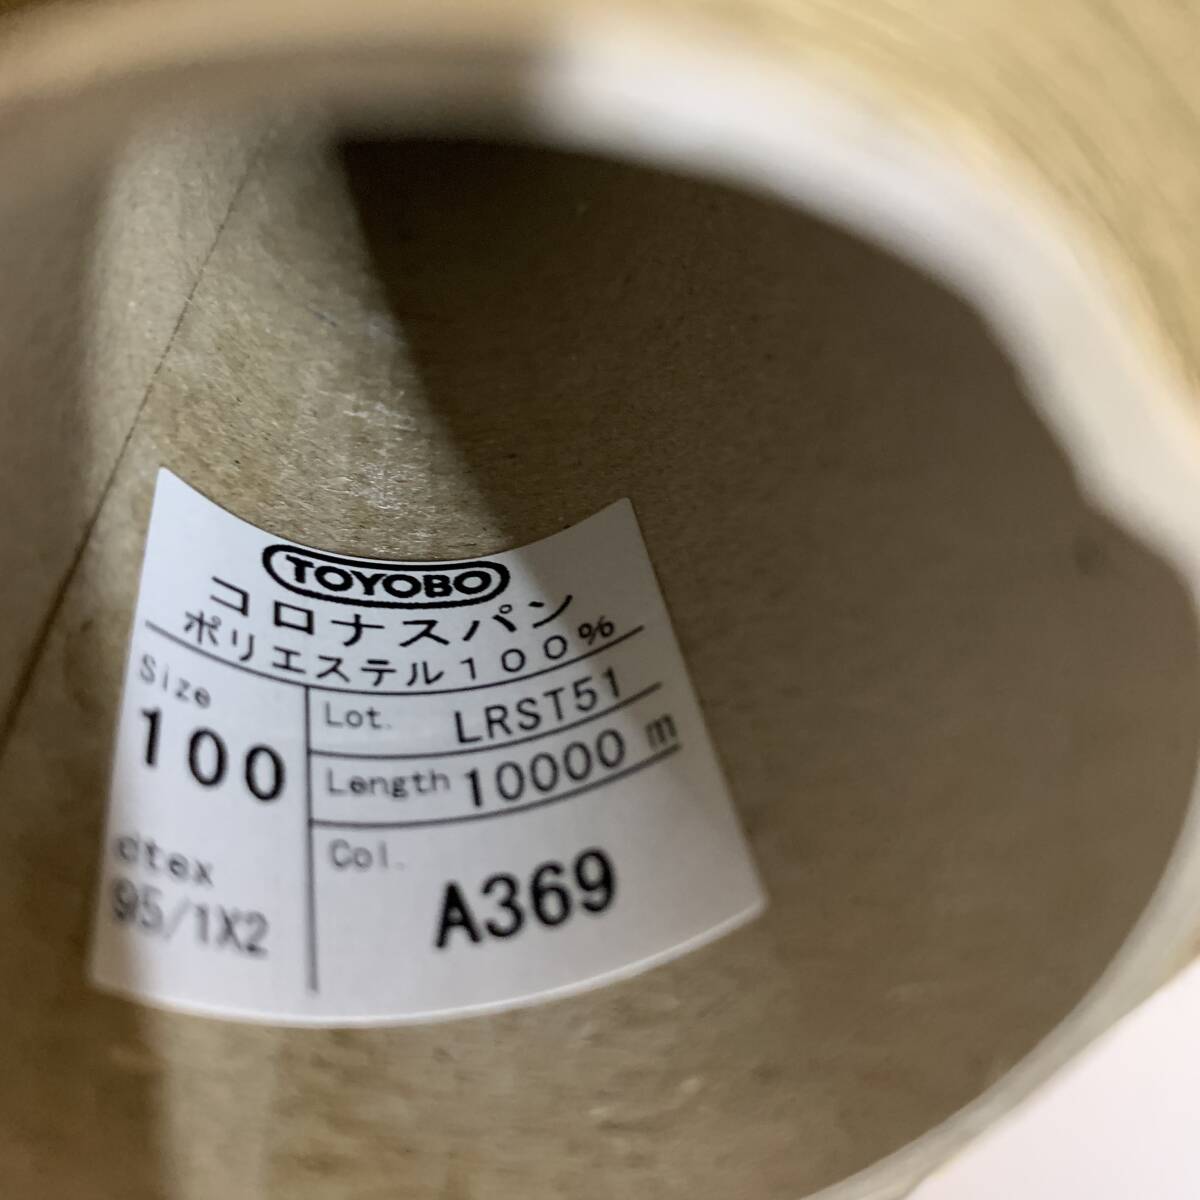 TOYOBO
コロナスパン
ポリエステル100%
Size
100
dtex
95/1X2
Lot. LRST51
Length 10000 m
Col.
A369